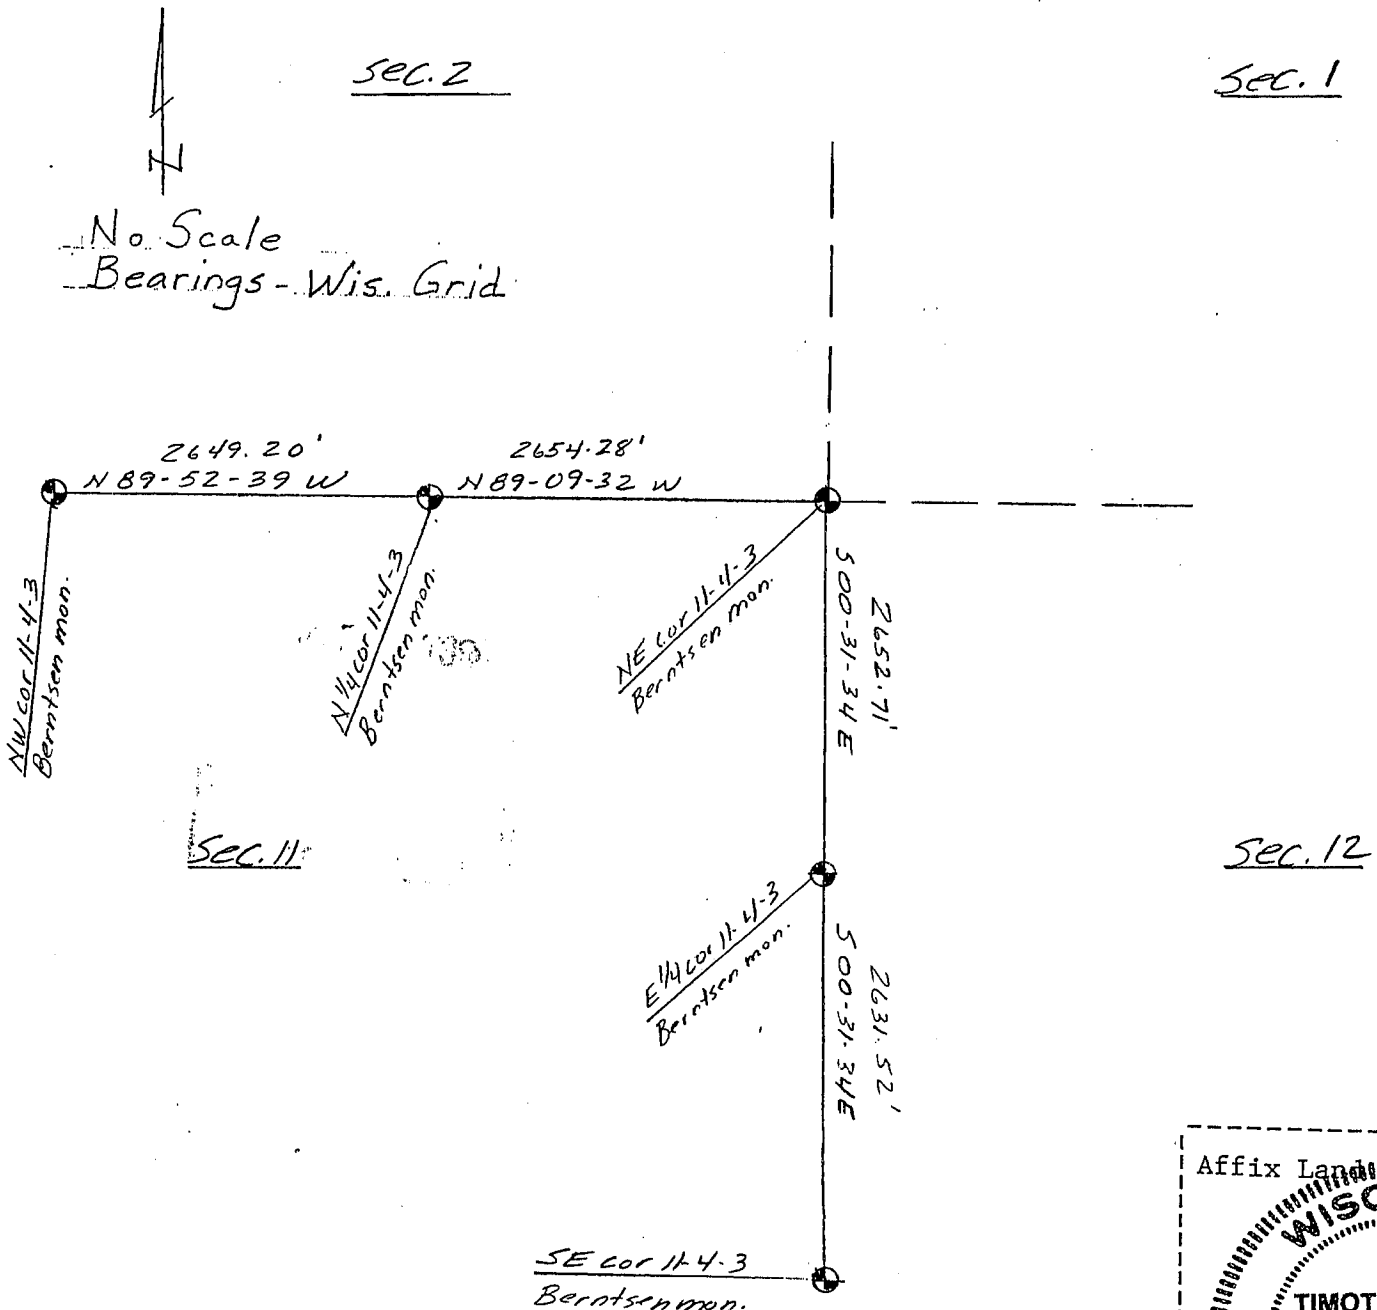 Sec. 2
Sec. 1
N
No Scale
Bearings - Wis. Grid
2649.20'
N 89-52-39 W
2654.28'
N 89-09-32 W
NW cor 11-4-3
Berntsen mon.
N 1/4 cor 11-4-3
Berntsen mon.
NE cor 11-4-3
Berntsen mon.
2652.71'
S 00-31-34 E
Sec. 11
Sec. 12
E 1/4 cor 11-4-3
Berntsen mon.
2631.52'
S 00-31-34 E
SE cor 11-4-3
Berntsen mon.
Affix Land
WISC
TIMOT